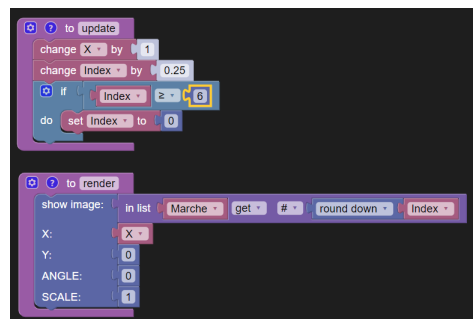 ? to update
change X by 1
change Index by 0.25
if Index ≥ 6
do set Index to 0
? to render
show image: in list Marche get # round down Index
X: X
Y: 0
ANGLE: 0
SCALE: 1